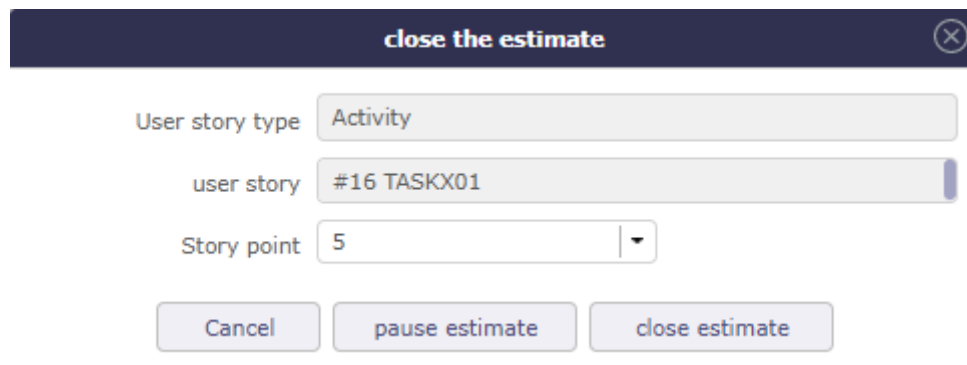 close the estimate
User story type Activity
user story #16 TASKX01
Story point 5
Cancel pause estimate close estimate